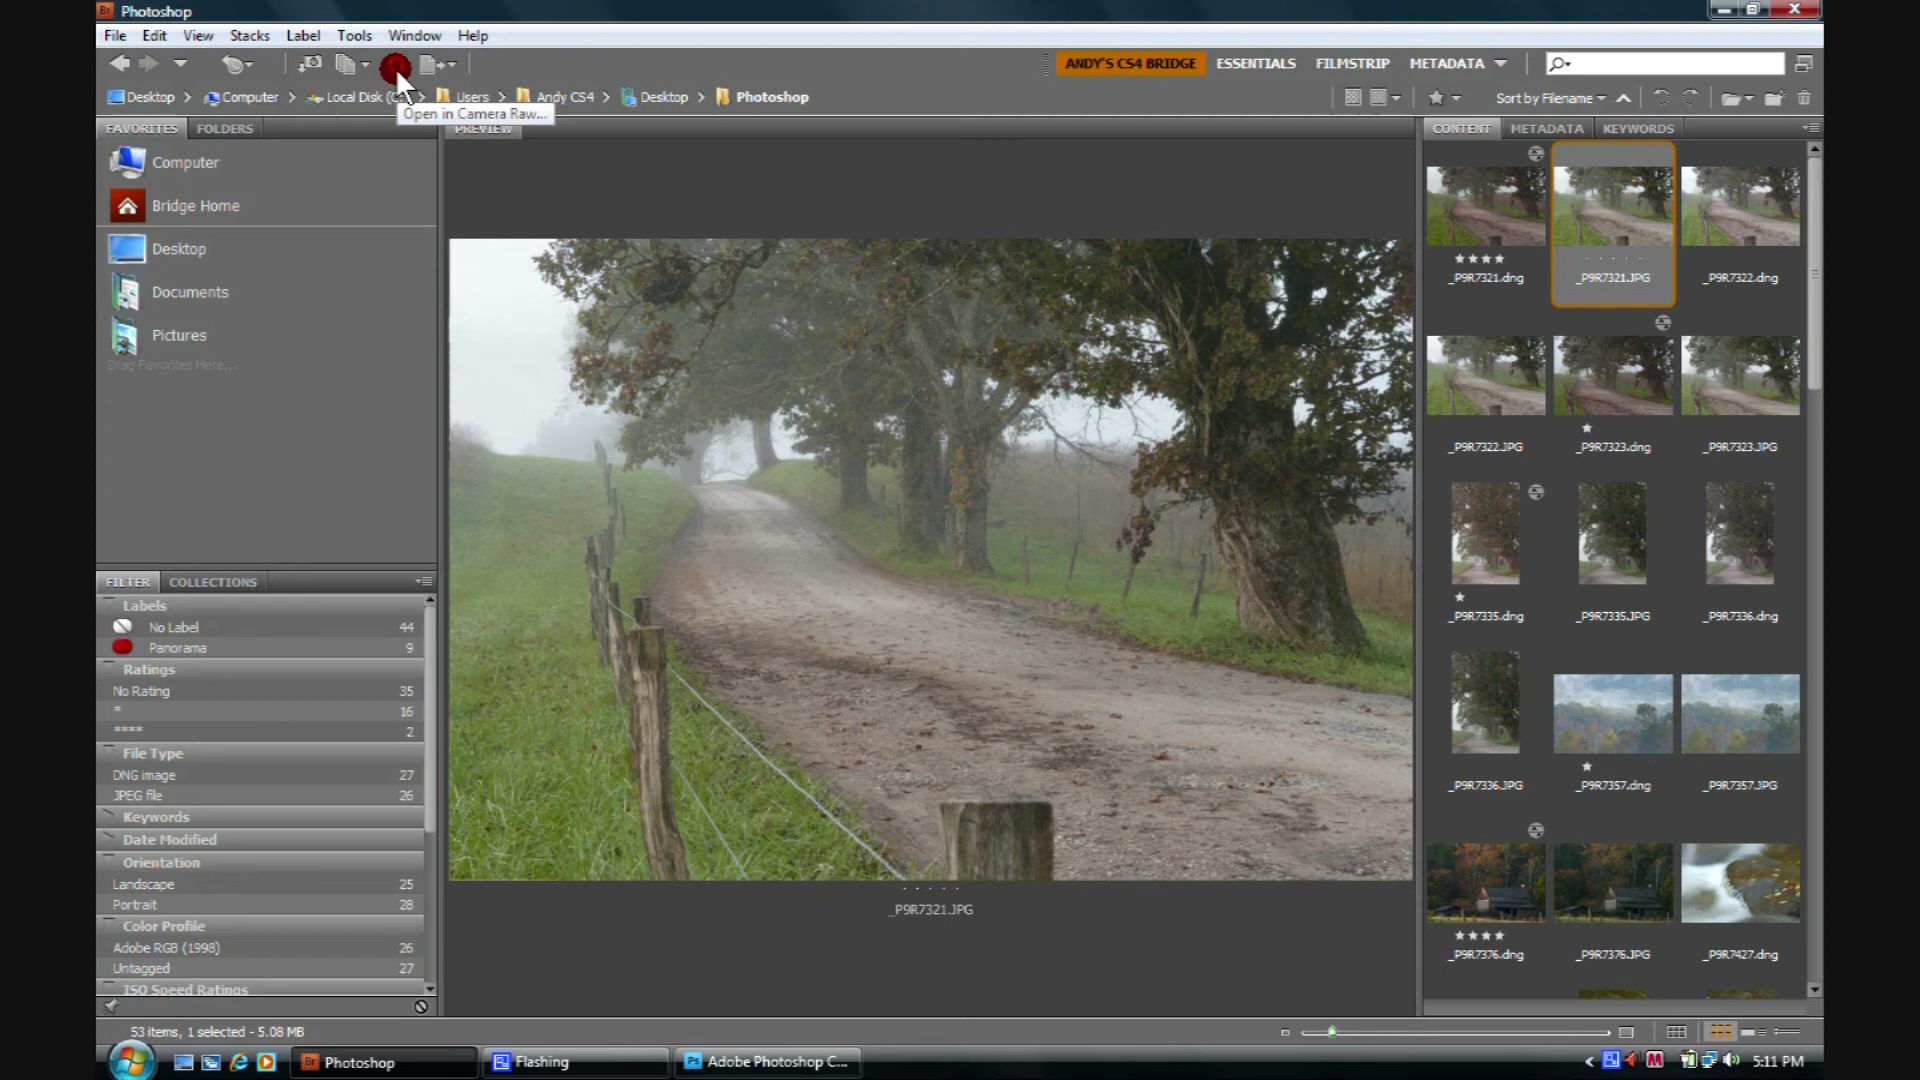 Br Photoshop
File Edit View Stacks Label Tools Window Help
ANDY'S CS4 BRIDGE ESSENTIALS FILMSTRIP METADATA
Desktop > Computer > Local Disk (C > Users > Andy CS4 > Desktop > Photoshop
Sort by Filename
Open in Camera Raw...
FAVORITES FOLDERS
PREVIEW
CONTENT METADATA KEYWORDS
Computer
Bridge Home
Desktop
Documents
Pictures
Drag Favorites Here...
_P9R7321.dng
_P9R7321.JPG
_P9R7322.dng
_P9R7322.JPG
_P9R7323.dng
_P9R7323.JPG
_P9R7335.dng
_P9R7335.JPG
_P9R7336.dng
_P9R7336.JPG
_P9R7357.dng
_P9R7357.JPG
_P9R7376.dng
_P9R7376.JPG
_P9R7427.dng
_P9R7321.JPG
FILTER COLLECTIONS
Labels
No Label 44
Panorama 9
Ratings
No Rating 35
* 16
**** 2
File Type
DNG image 27
JPEG file 26
Keywords
Date Modified
Orientation
Landscape 25
Portrait 28
Color Profile
Adobe RGB (1998) 26
Untagged 27
ISO Speed Ratings
53 items, 1 selected - 5.08 MB
Br Photoshop
Flashing
Ps Adobe Photoshop C...
5:11 PM